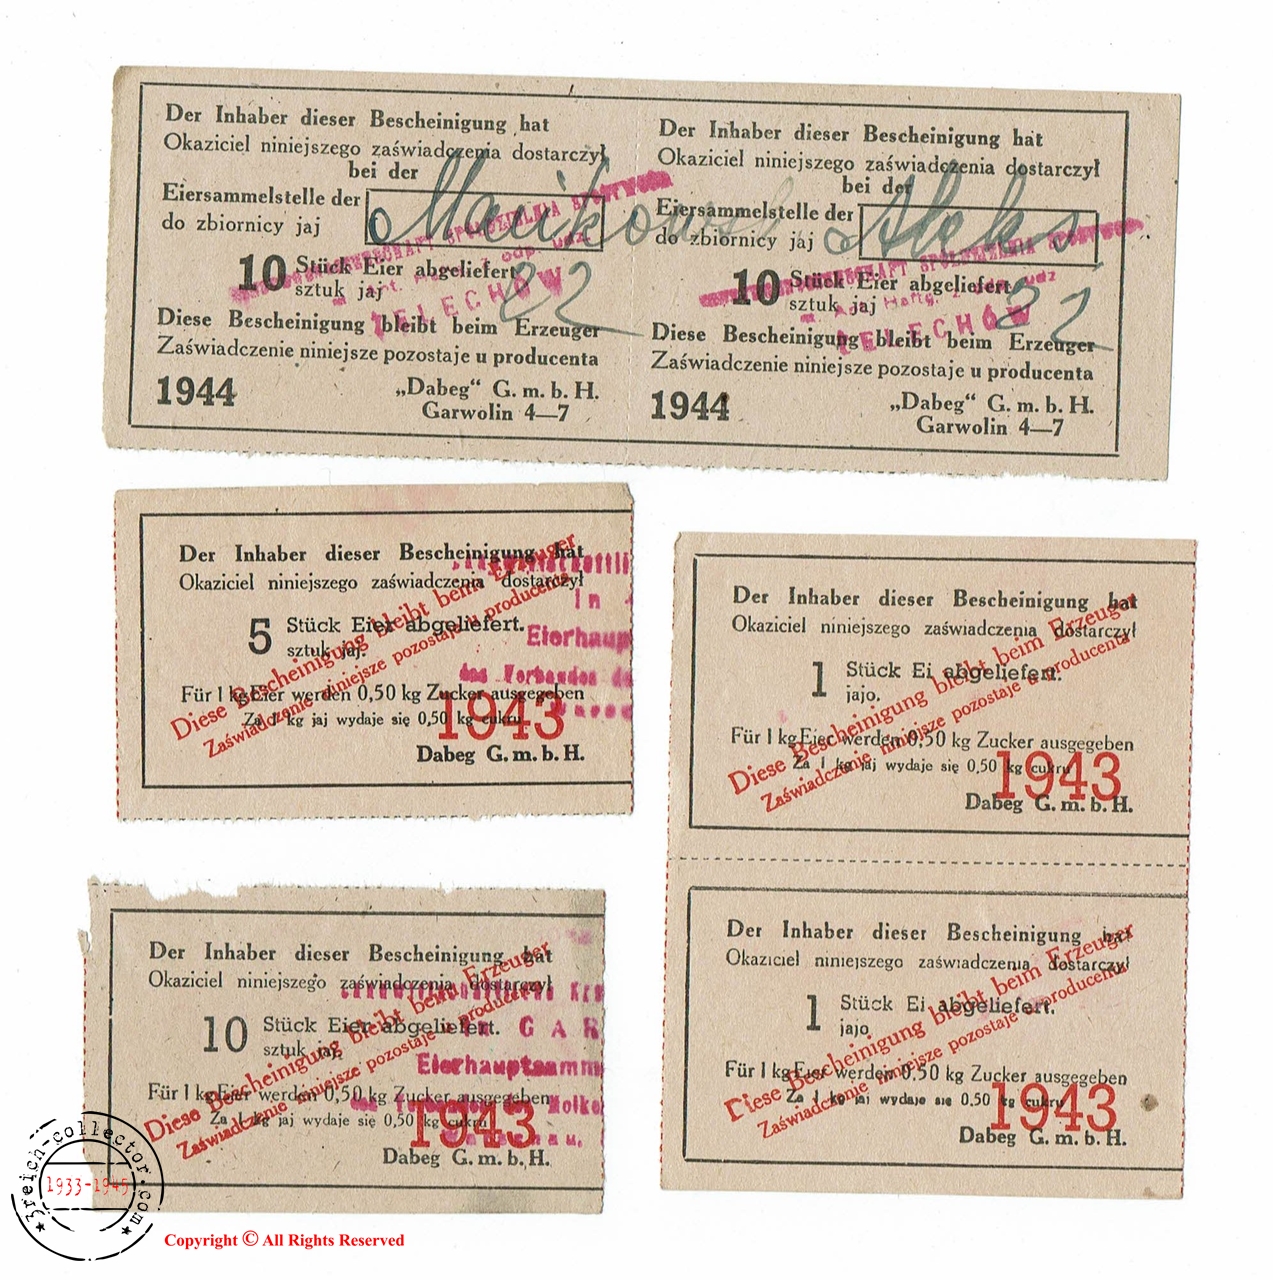 Der Inhaber dieser Bescheinigung hat
Okaziciel niniejszego zaświadczenia dostarczył
bei der
Eiersammelstelle der
do zbiornicy jaj
10 Stück Eier abgeliefert
sztuk jaj
ŻELECHÓW
22
Diese Bescheinigung bleibt beim Erzeuger
Zaświadczenie niniejsze pozostaje u producenta
1944
„Dabeg“ G. m. b. H.
Garwolin 4—7
Der Inhaber dieser Bescheinigung hat
Okaziciel niniejszego zaświadczenia dostarczył
bei der
Eiersammelstelle der
do zbiornicy jaj
10 Stück Eier abgeliefert
sztuk jaj
ŻELECHÓW
Diese Bescheinigung bleibt beim Erzeuger
Zaświadczenie niniejsze pozostaje u producenta
1944
„Dabeg“ G. m. b. H.
Garwolin 4—7
Der Inhaber dieser Bescheinigung hat
Okaziciel niniejszego zaświadczenia dostarczył
5 Stück Eier abgeliefert.
sztuk jaj.
Für 1 kg Eier werden 0,50 kg Zucker ausgegeben
Za 1 kg jaj wydaje się 0,50 kg cukru
Dabeg G. m. b. H.
Diese Bescheinigung bleibt beim Erzeuger
Zaświadczenie niniejsze pozostaje u producenta
1943
in
Eierhaup
des Verbandes de
Der Inhaber dieser Bescheinigung hat
Okaziciel niniejszego zaświadczenia dostarczył
1 Stück Ei abgeliefert.
jajo.
Für 1 kg Eier werden 0,50 kg Zucker ausgegeben
Za 1 kg jaj wydaje się 0,50 kg cukru
Dabeg G. m. b. H.
Diese Bescheinigung bleibt beim Erzeuger
Zaświadczenie niniejsze pozostaje u producenta
1943
Der Inhaber dieser Bescheinigung hat
Okaziciel niniejszego zaświadczenia dostarczył
10 Stück Eier abgeliefert.
sztuk jaj.
Für 1 kg Eier werden 0,50 kg Zucker ausgegeben
Za 1 kg jaj wydaje się 0,50 kg cukru
Dabeg G. m. b. H.
Diese Bescheinigung bleibt beim Erzeuger
Zaświadczenie niniejsze pozostaje u producenta
1943
GAR
Eierhauptsamm
Molke
Der Inhaber dieser Bescheinigung hat
Okaziciel niniejszego zaświadczenia dostarczył
1 Stück Ei abgeliefert.
jajo
Für 1 kg Eier werden 0,50 kg Zucker ausgegeben
Za 1 kg jaj wydaje się 0,50 kg cukru
Dabeg G. m. b. H.
Diese Bescheinigung bleibt beim Erzeuger
Zaświadczenie niniejsze pozostaje u producenta
1943
3reich-collector.com
1933-1945
Copyright © All Rights Reserved